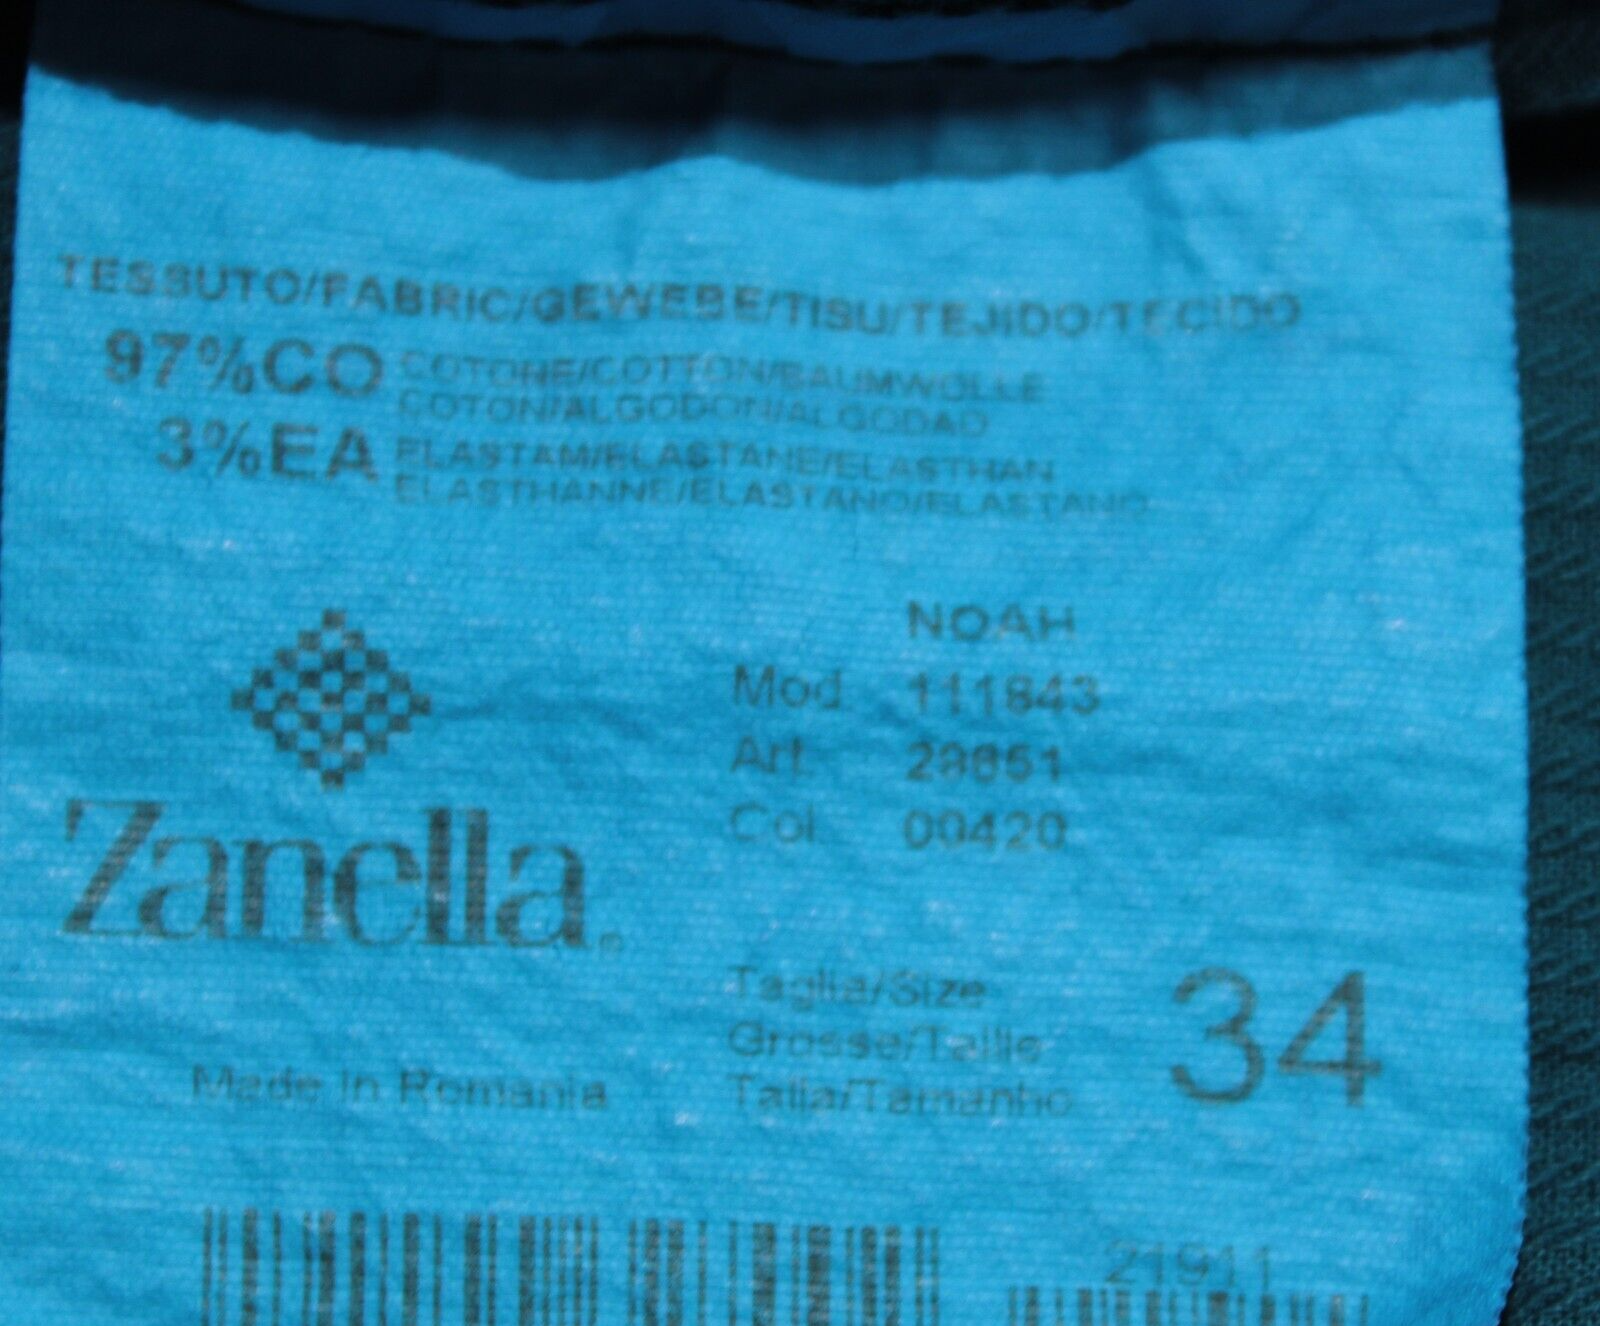 TESSUTO/FABRIC/GEWEBE/TISU/TEJIDO/TECIDO
97%CO COTONE/COTTON/BAUMWOLLE
COTON/ALGODON/ALGODAO
3%EA ELASTAM/ELASTANE/ELASTHAN
ELASTHANNE/ELASTANO/ELASTANO
NOAH
Mod. 111843
Art. 29851
Col. 00420
Zanella®
Taglia/Size
Grosse/Taille
Talla/Tamanho
34
Made in Romania
21911